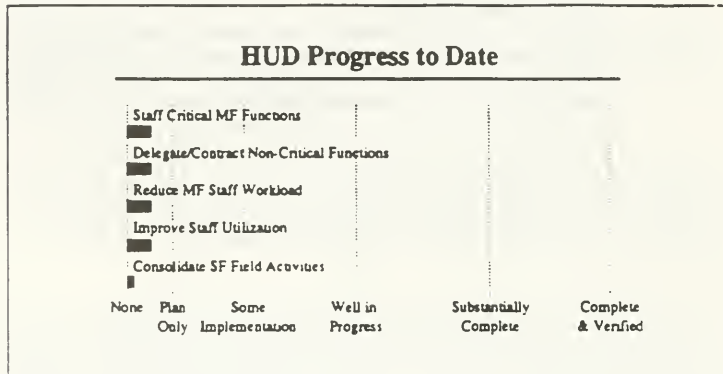 HUD Progress to Date
Staff Critical MF Functions
Delegate/Contract Non-Critical Functions
Reduce MF Staff Workload
Improve Staff Utilization
Consolidate SF Field Activities
None Plan Some Well in Substantially Complete
Only Implementation Progress Complete & Verified